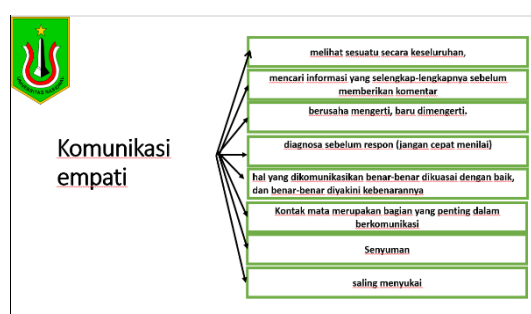 UNIVERSITAS NASIONAL
Komunikasi
empati
melihat sesuatu secara keseluruhan,
mencari informasi yang selengkap-lengkapnya sebelum
memberikan komentar
berusaha mengerti, baru dimengerti.
diagnosa sebelum respon (jangan cepat menilai)
hal yang dikomunikasikan benar-benar dikuasai dengan baik,
dan benar-benar diyakini kebenarannya
Kontak mata merupakan bagian yang penting dalam
berkomunikasi
Senyuman
saling menyukai